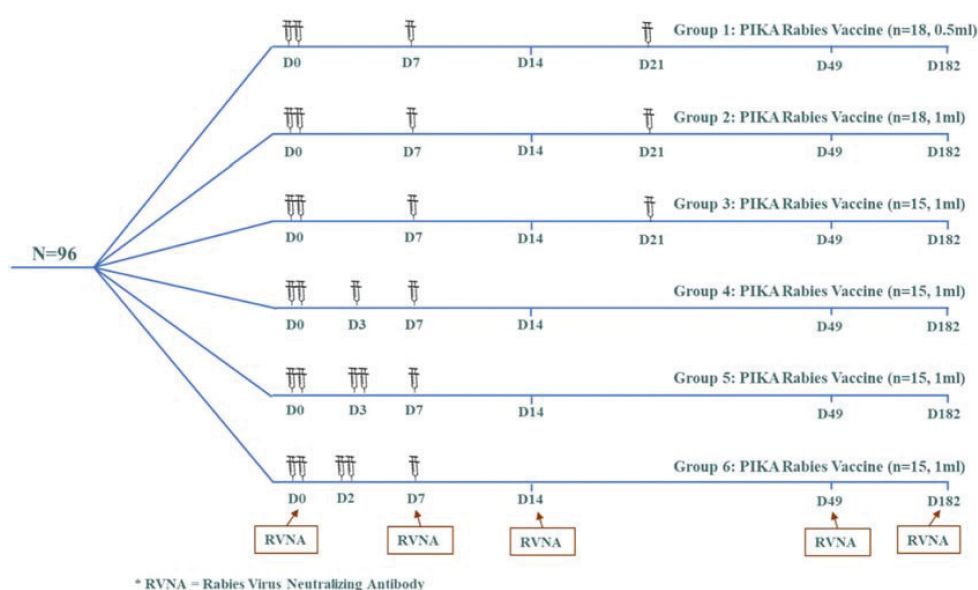 Group 1: PIKA Rabies Vaccine (n=18, 0.5ml)
D0 D7 D14 D21 D49 D182
Group 2: PIKA Rabies Vaccine (n=18, 1ml)
D0 D7 D14 D21 D49 D182
Group 3: PIKA Rabies Vaccine (n=15, 1ml)
D0 D7 D14 D21 D49 D182
N=96
Group 4: PIKA Rabies Vaccine (n=15, 1ml)
D0 D3 D7 D14 D49 D182
Group 5: PIKA Rabies Vaccine (n=15, 1ml)
D0 D3 D7 D14 D49 D182
Group 6: PIKA Rabies Vaccine (n=15, 1ml)
D0 D2 D7 D14 D49 D182
RVNA RVNA RVNA RVNA RVNA
* RVNA = Rabies Virus Neutralizing Antibody